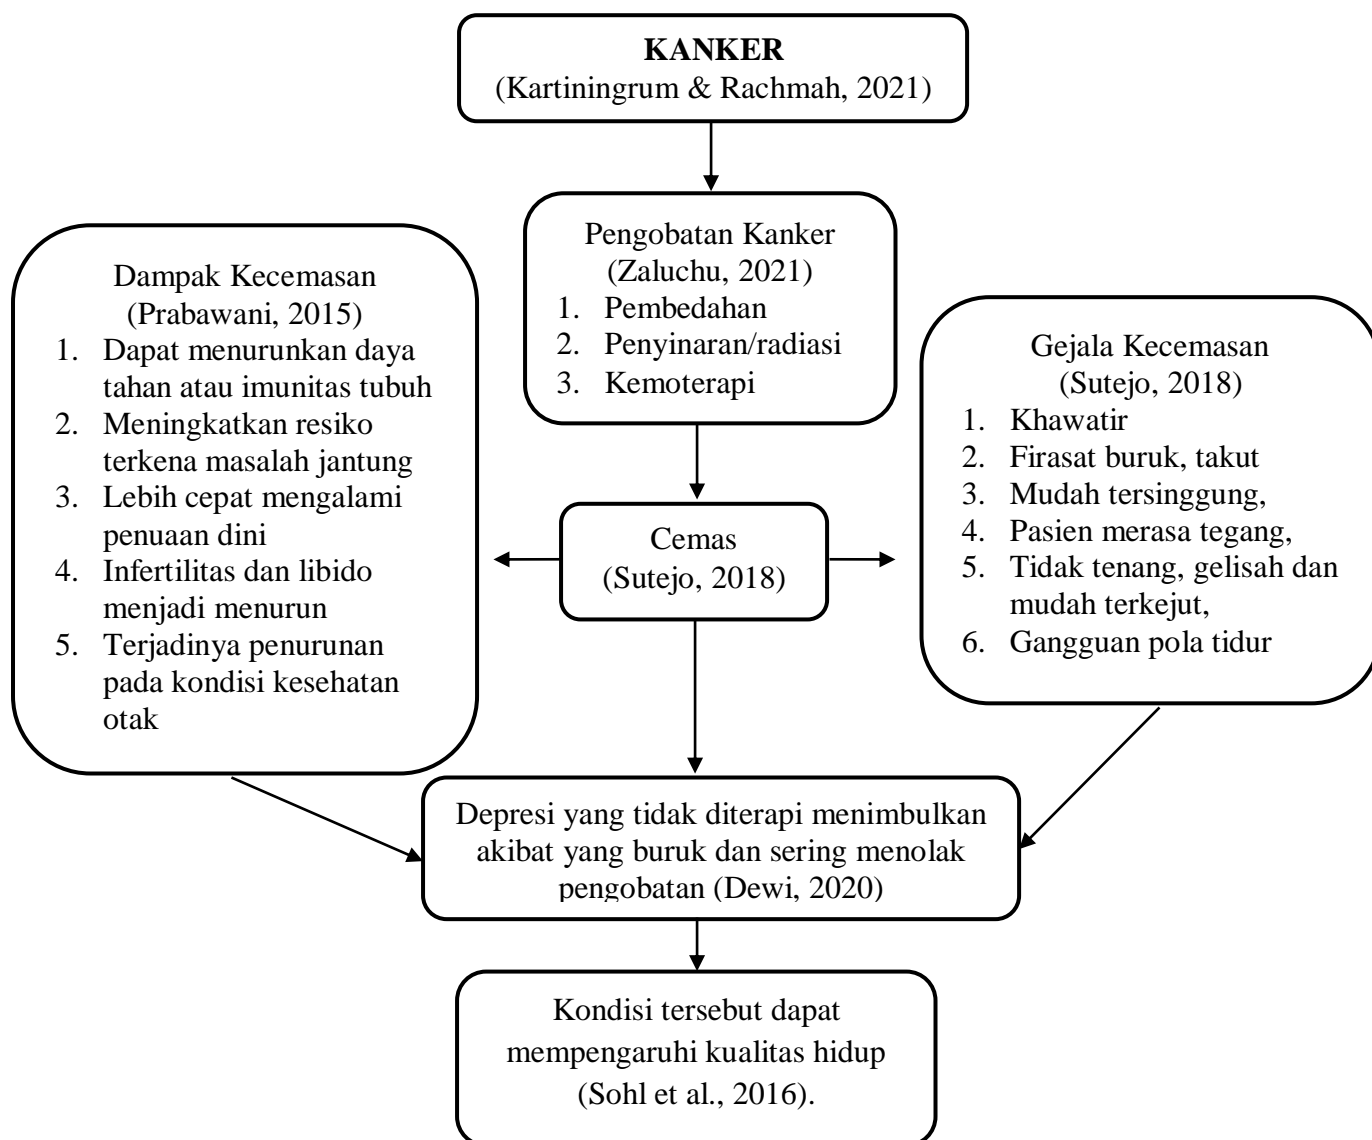 KANKER
(Kartiningrum & Rachmah, 2021)
Pengobatan Kanker
(Zaluchu, 2021)
1. Pembedahan
2. Penyinaran/radiasi
3. Kemoterapi
Dampak Kecemasan
(Prabawani, 2015)
1. Dapat menurunkan daya
tahan atau imunitas tubuh
2. Meningkatkan resiko
terkena masalah jantung
3. Lebih cepat mengalami
penuaan dini
4. Infertilitas dan libido
menjadi menurun
5. Terjadinya penurunan
pada kondisi kesehatan
otak
Cemas
(Sutejo, 2018)
Gejala Kecemasan
(Sutejo, 2018)
1. Khawatir
2. Firasat buruk, takut
3. Mudah tersinggung,
4. Pasien merasa tegang,
5. Tidak tenang, gelisah dan
mudah terkejut,
6. Gangguan pola tidur
Depresi yang tidak diterapi menimbulkan
akibat yang buruk dan sering menolak
pengobatan (Dewi, 2020)
Kondisi tersebut dapat
mempengaruhi kualitas hidup
(Sohl et al., 2016).